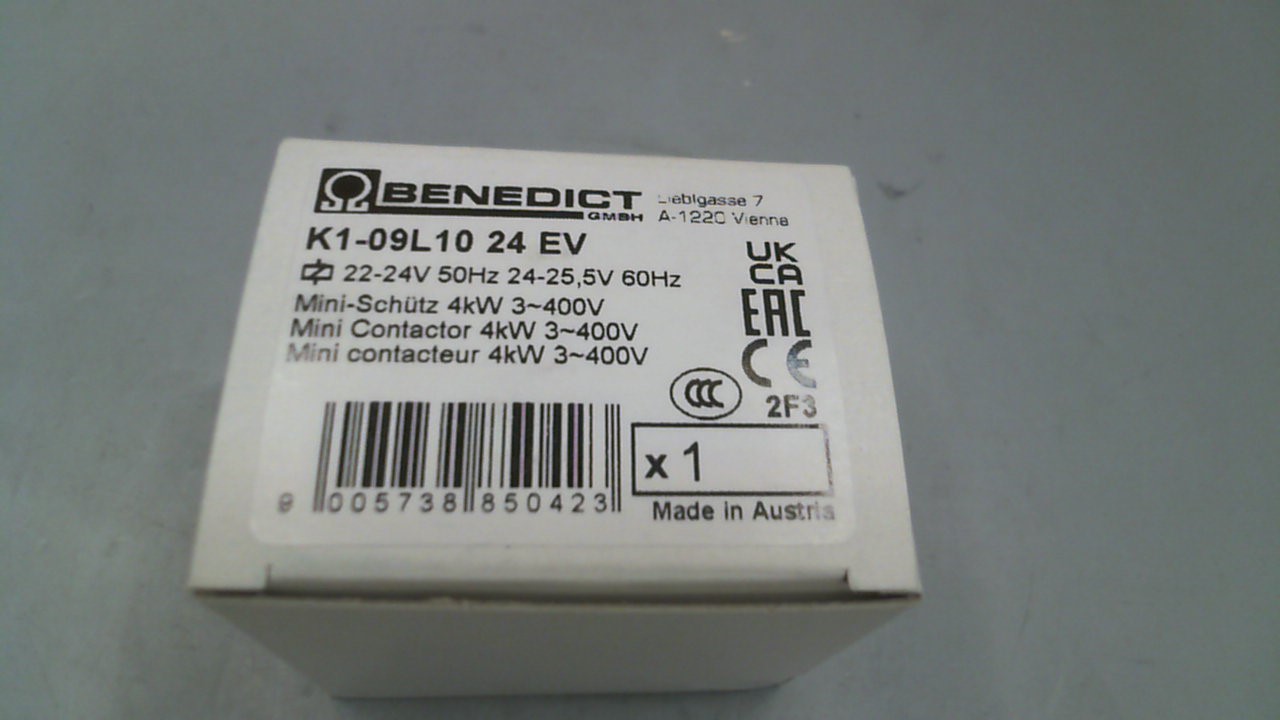 BENEDICT
GMBH
Lieblgasse 7
A-1220 Vienna
K1-09L10 24 EV
22-24V 50Hz 24-25,5V 60Hz
Mini-Schütz 4kW 3~400V
Mini Contactor 4kW 3~400V
Mini contacteur 4kW 3~400V
UK
CA
EAC
CE
CCC
2F3
x 1
9 005738 850423
Made in Austria